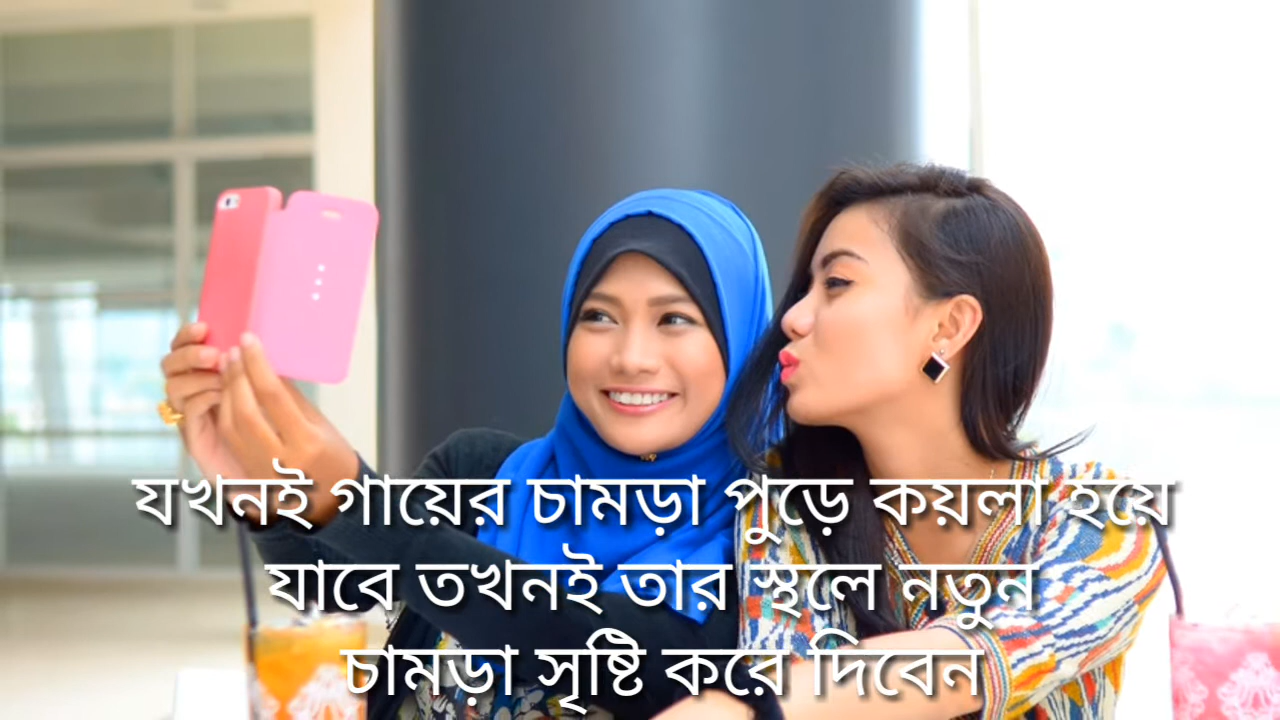 যখনই গায়ের চামড়া পুড়ে কয়লা হয়ে
যাবে তখনই তার স্থলে নতুন
চামড়া সৃষ্টি করে দিবেন